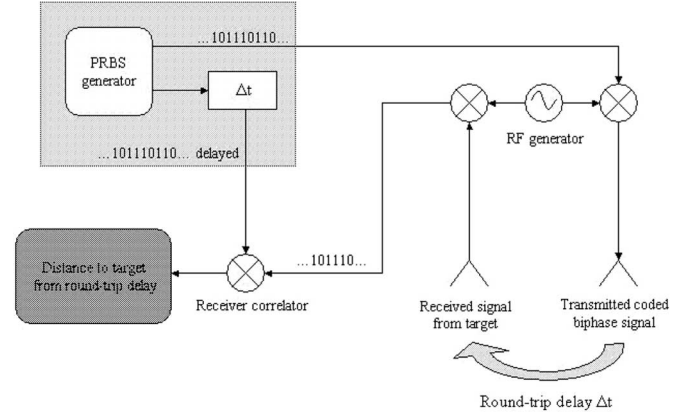 ...101110110...
PRBS
generator
Δt
RF generator
...101110110... delayed
...101110...
Distance to target
from round-trip delay
Receiver correlator
Received signal
from target
Transmitted coded
biphase signal
Round-trip delay Δt